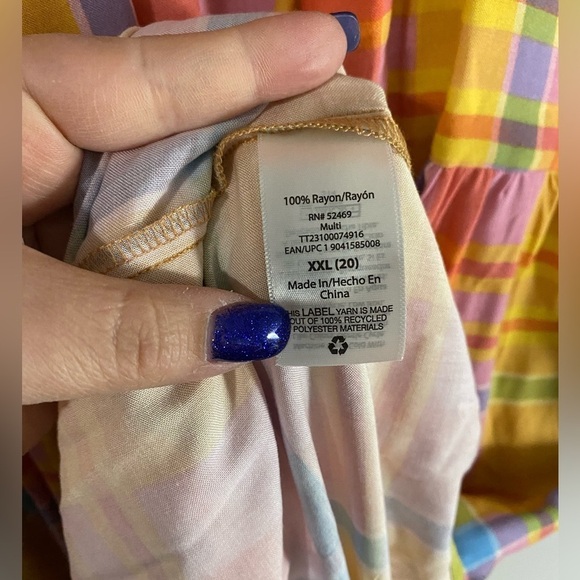 100% Rayon/Rayón
RN# 52469
Multi
TT23100074916
EAN/UPC 1 9041585008
XXL (20)
Made In/Hecho En
China
THIS LABEL YARN IS MADE
OUT OF 100% RECYCLED
POLYESTER MATERIALS